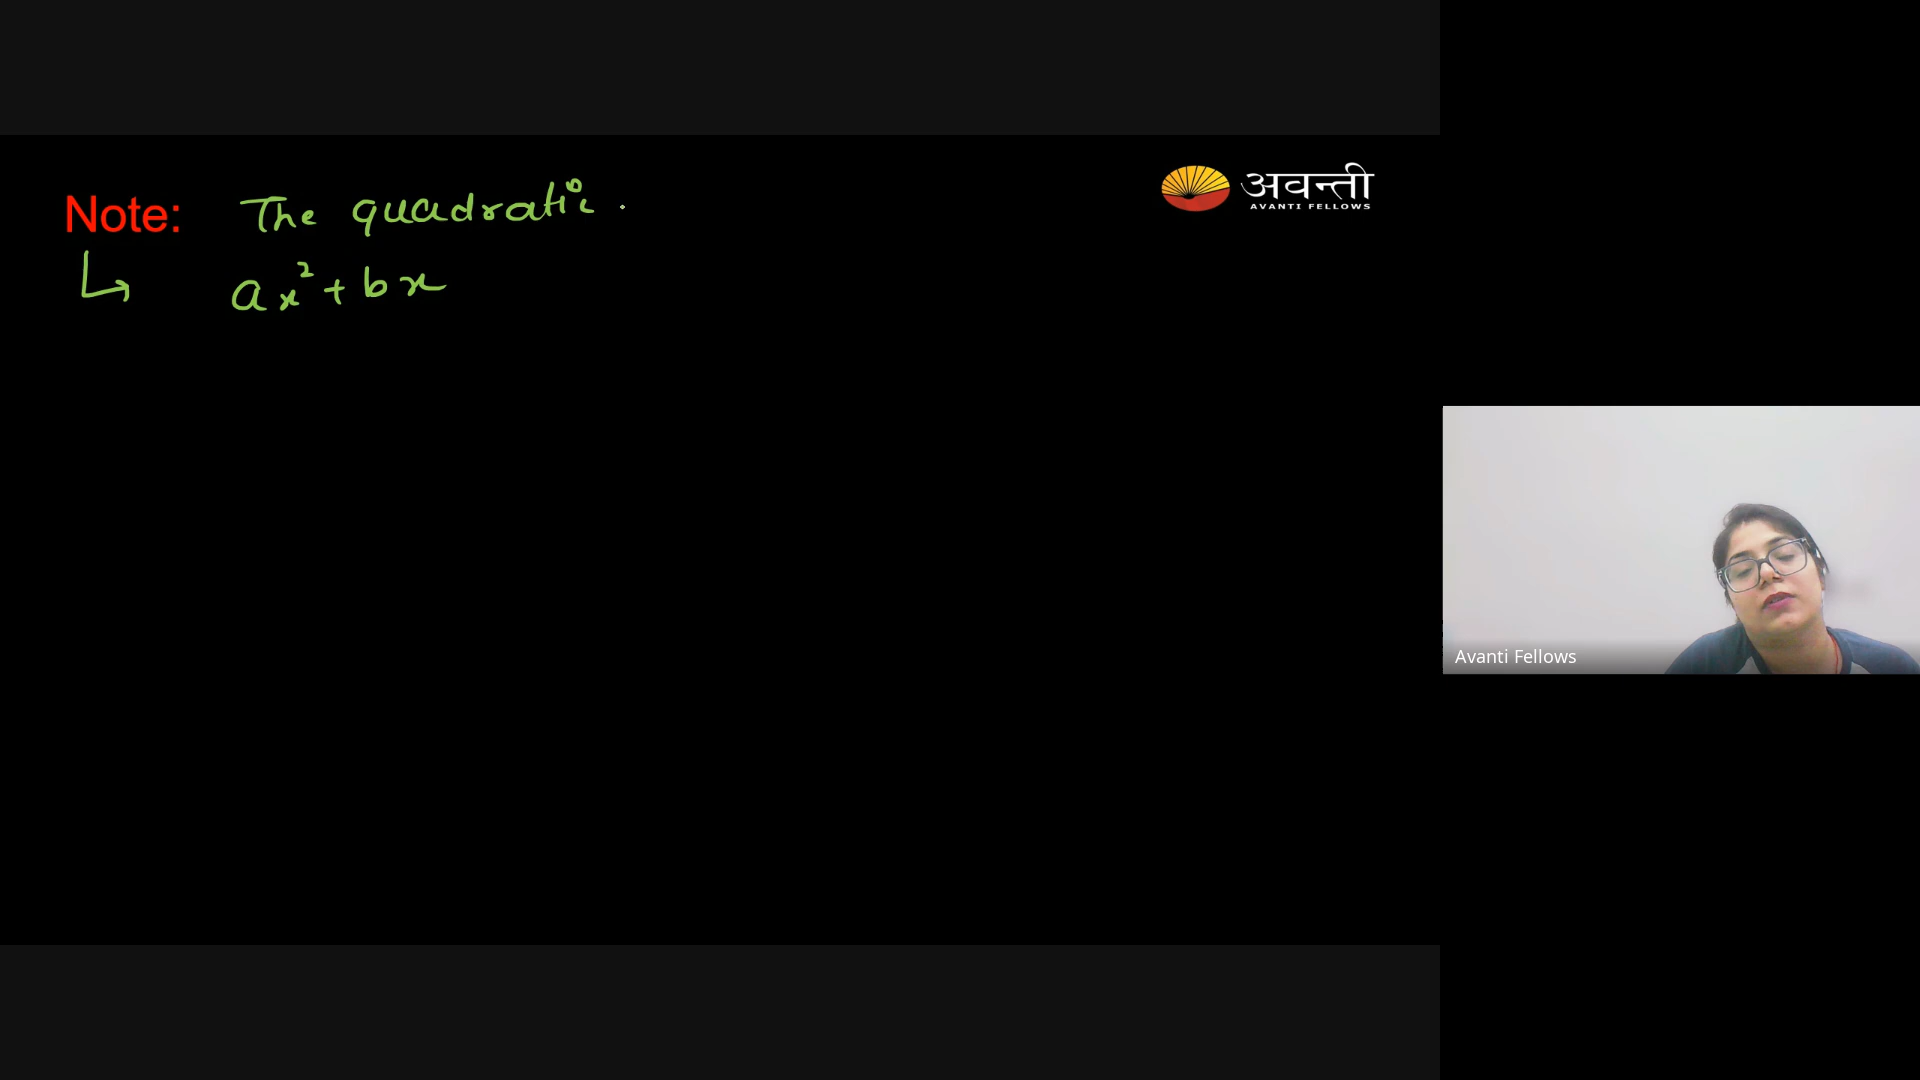 Note: The quadratic
ax²+bx
अवन्ती
AVANTI FELLOWS
Avanti Fellows